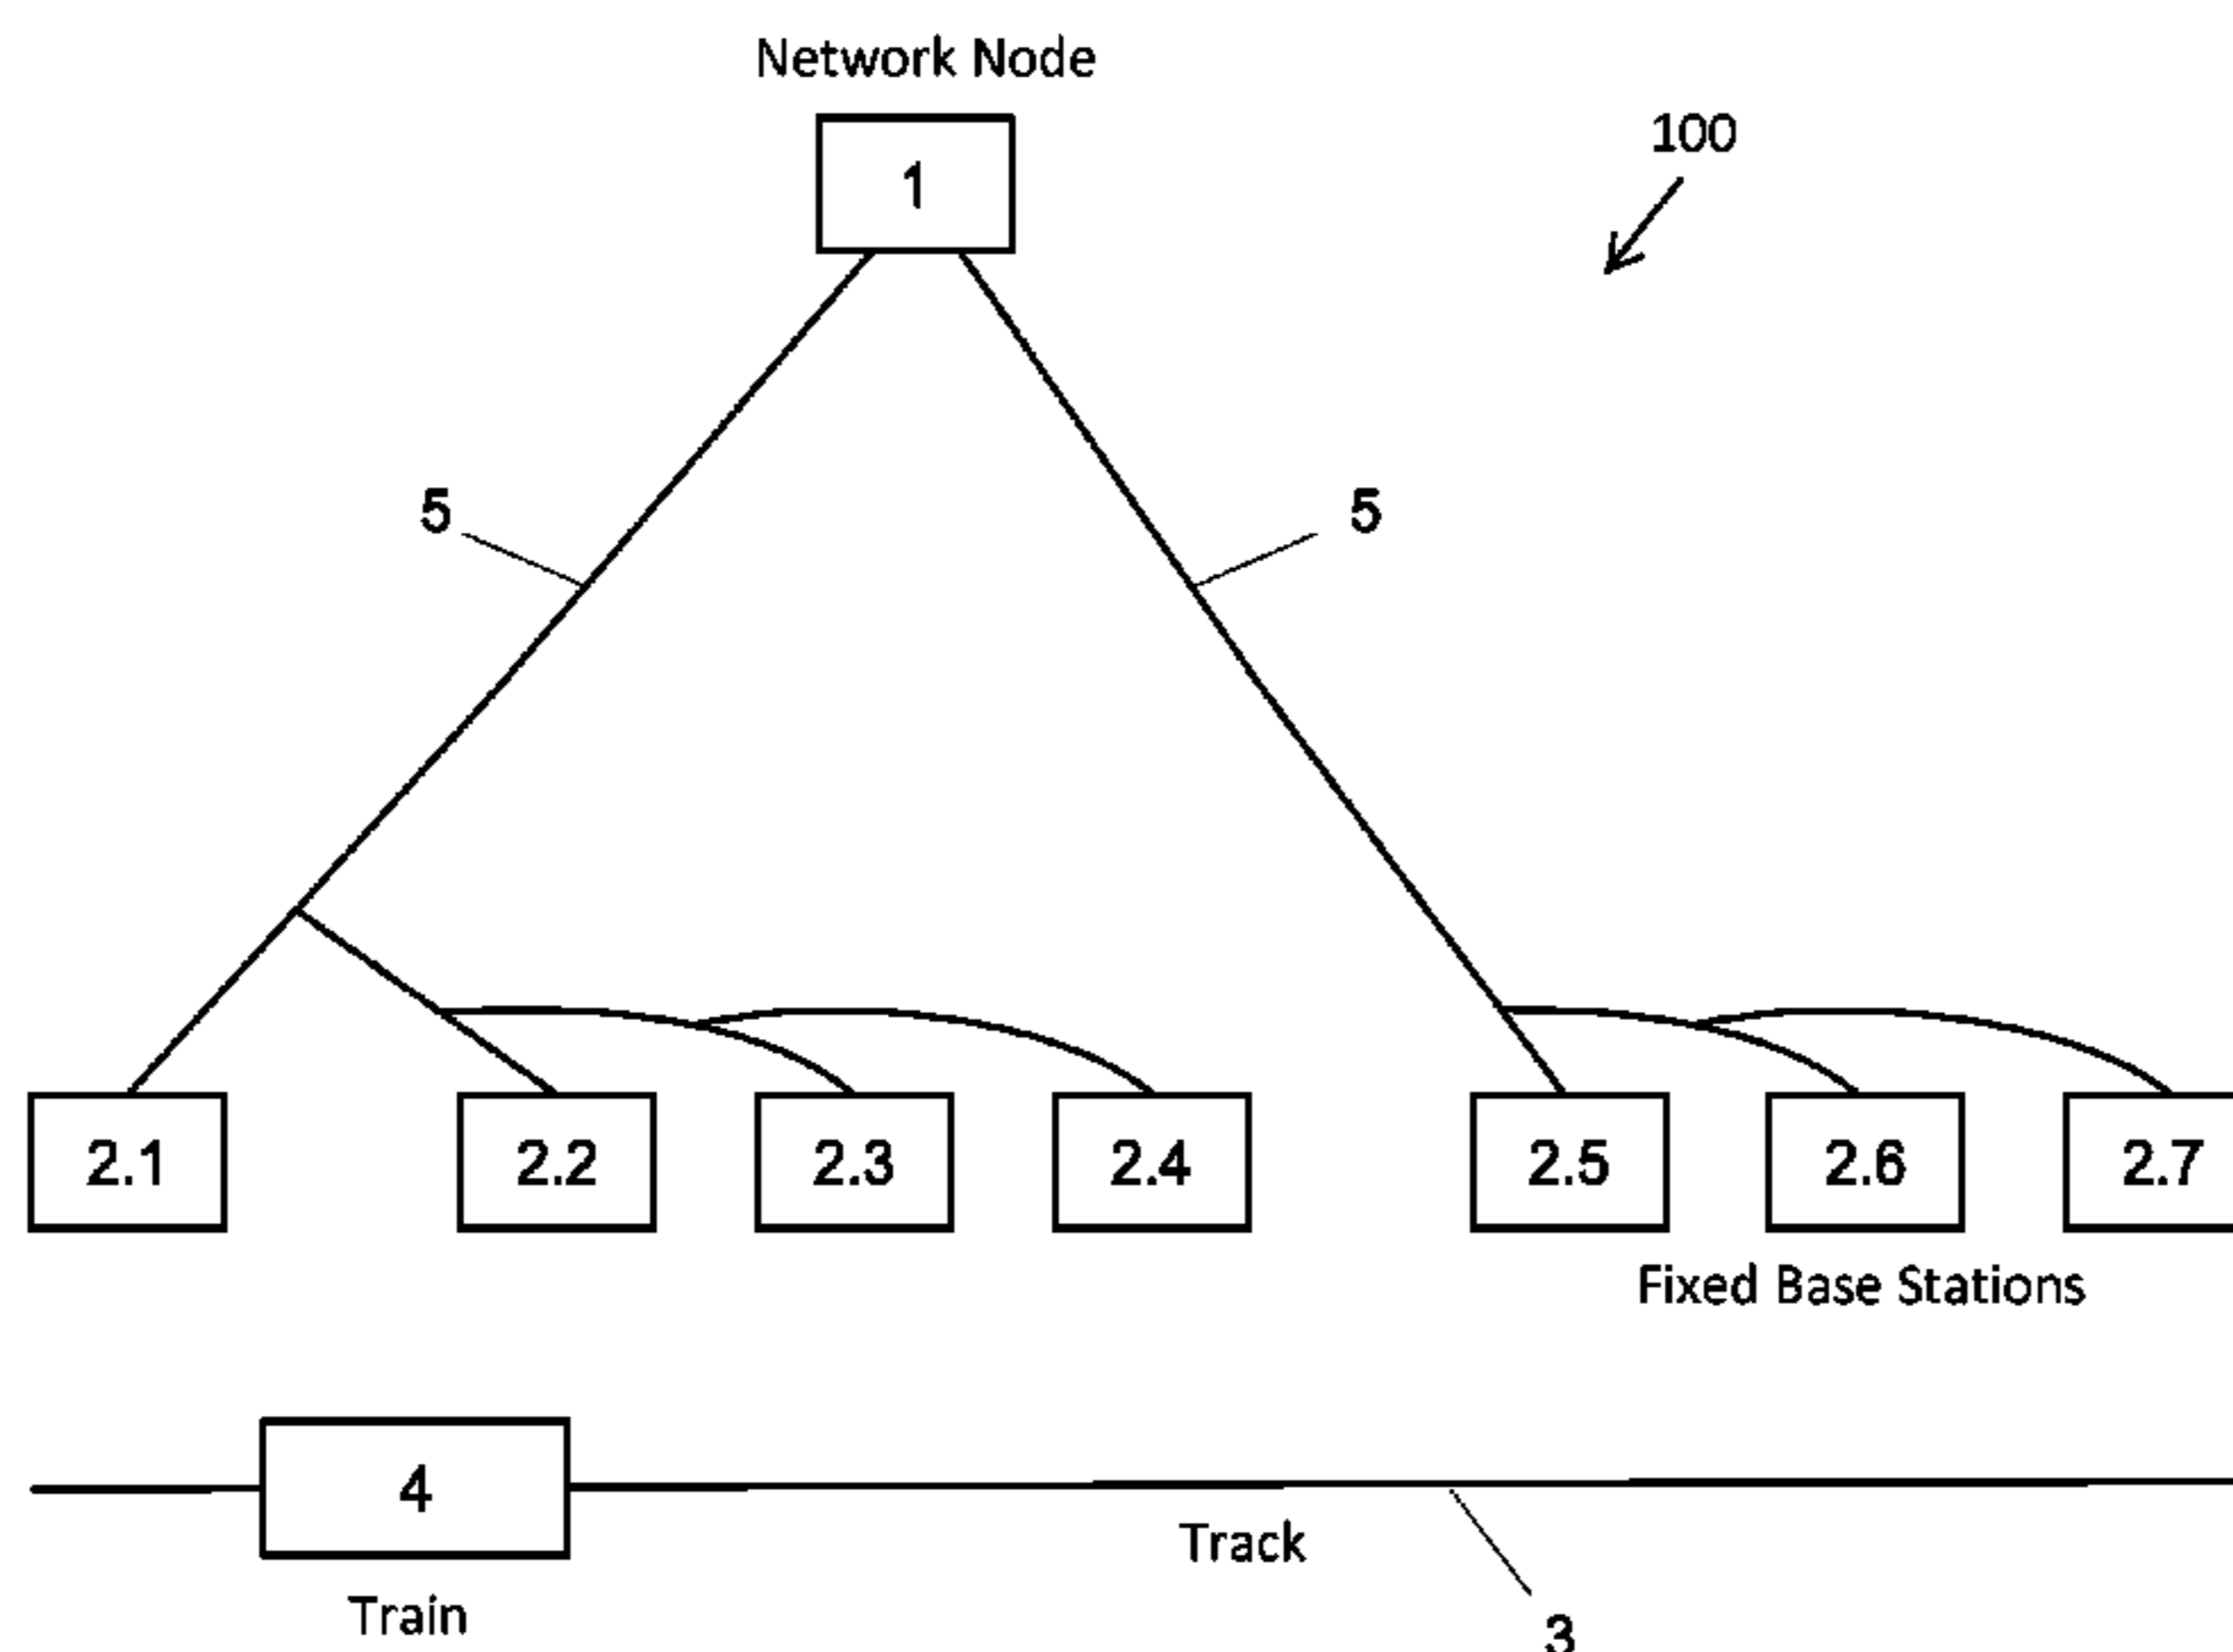 Network Node
1
100
5
5
2.1 2.2 2.3 2.4 2.5 2.6 2.7
Fixed Base Stations
4
Track
Train
3